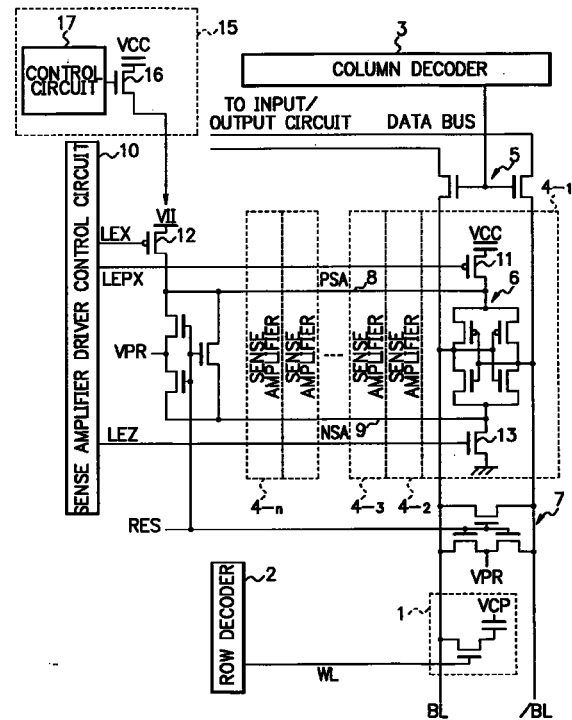 17
15
CONTROL
CIRCUIT
VCC
16
3
COLUMN DECODER
TO INPUT/
OUTPUT CIRCUIT
DATA BUS
10
SENSE AMPLIFIER DRIVER CONTROL CIRCUIT
5
4-1
VII
LEX
12
VCC
11
LEPX
PSA
8
6
SENSE
AMPLIFIER
SENSE
AMPLIFIER
---
SENSE
AMPLIFIER
SENSE
AMPLIFIER
VPR
9
LEZ
NSA
13
4-n
4-3
4-2
RES
7
VPR
2
ROW DECODER
1
VCP
WL
BL
/BL